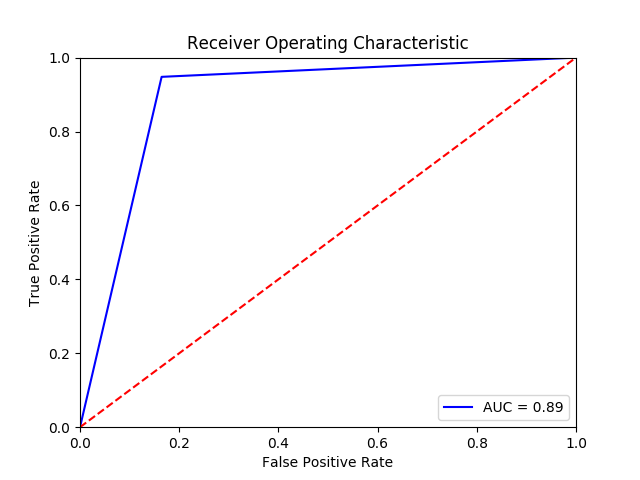 Receiver Operating Characteristic
1.0
0.8
0.6
0.4
0.2
0.0
True Positive Rate
AUC = 0.89
0.0 0.2 0.4 0.6 0.8 1.0
False Positive Rate